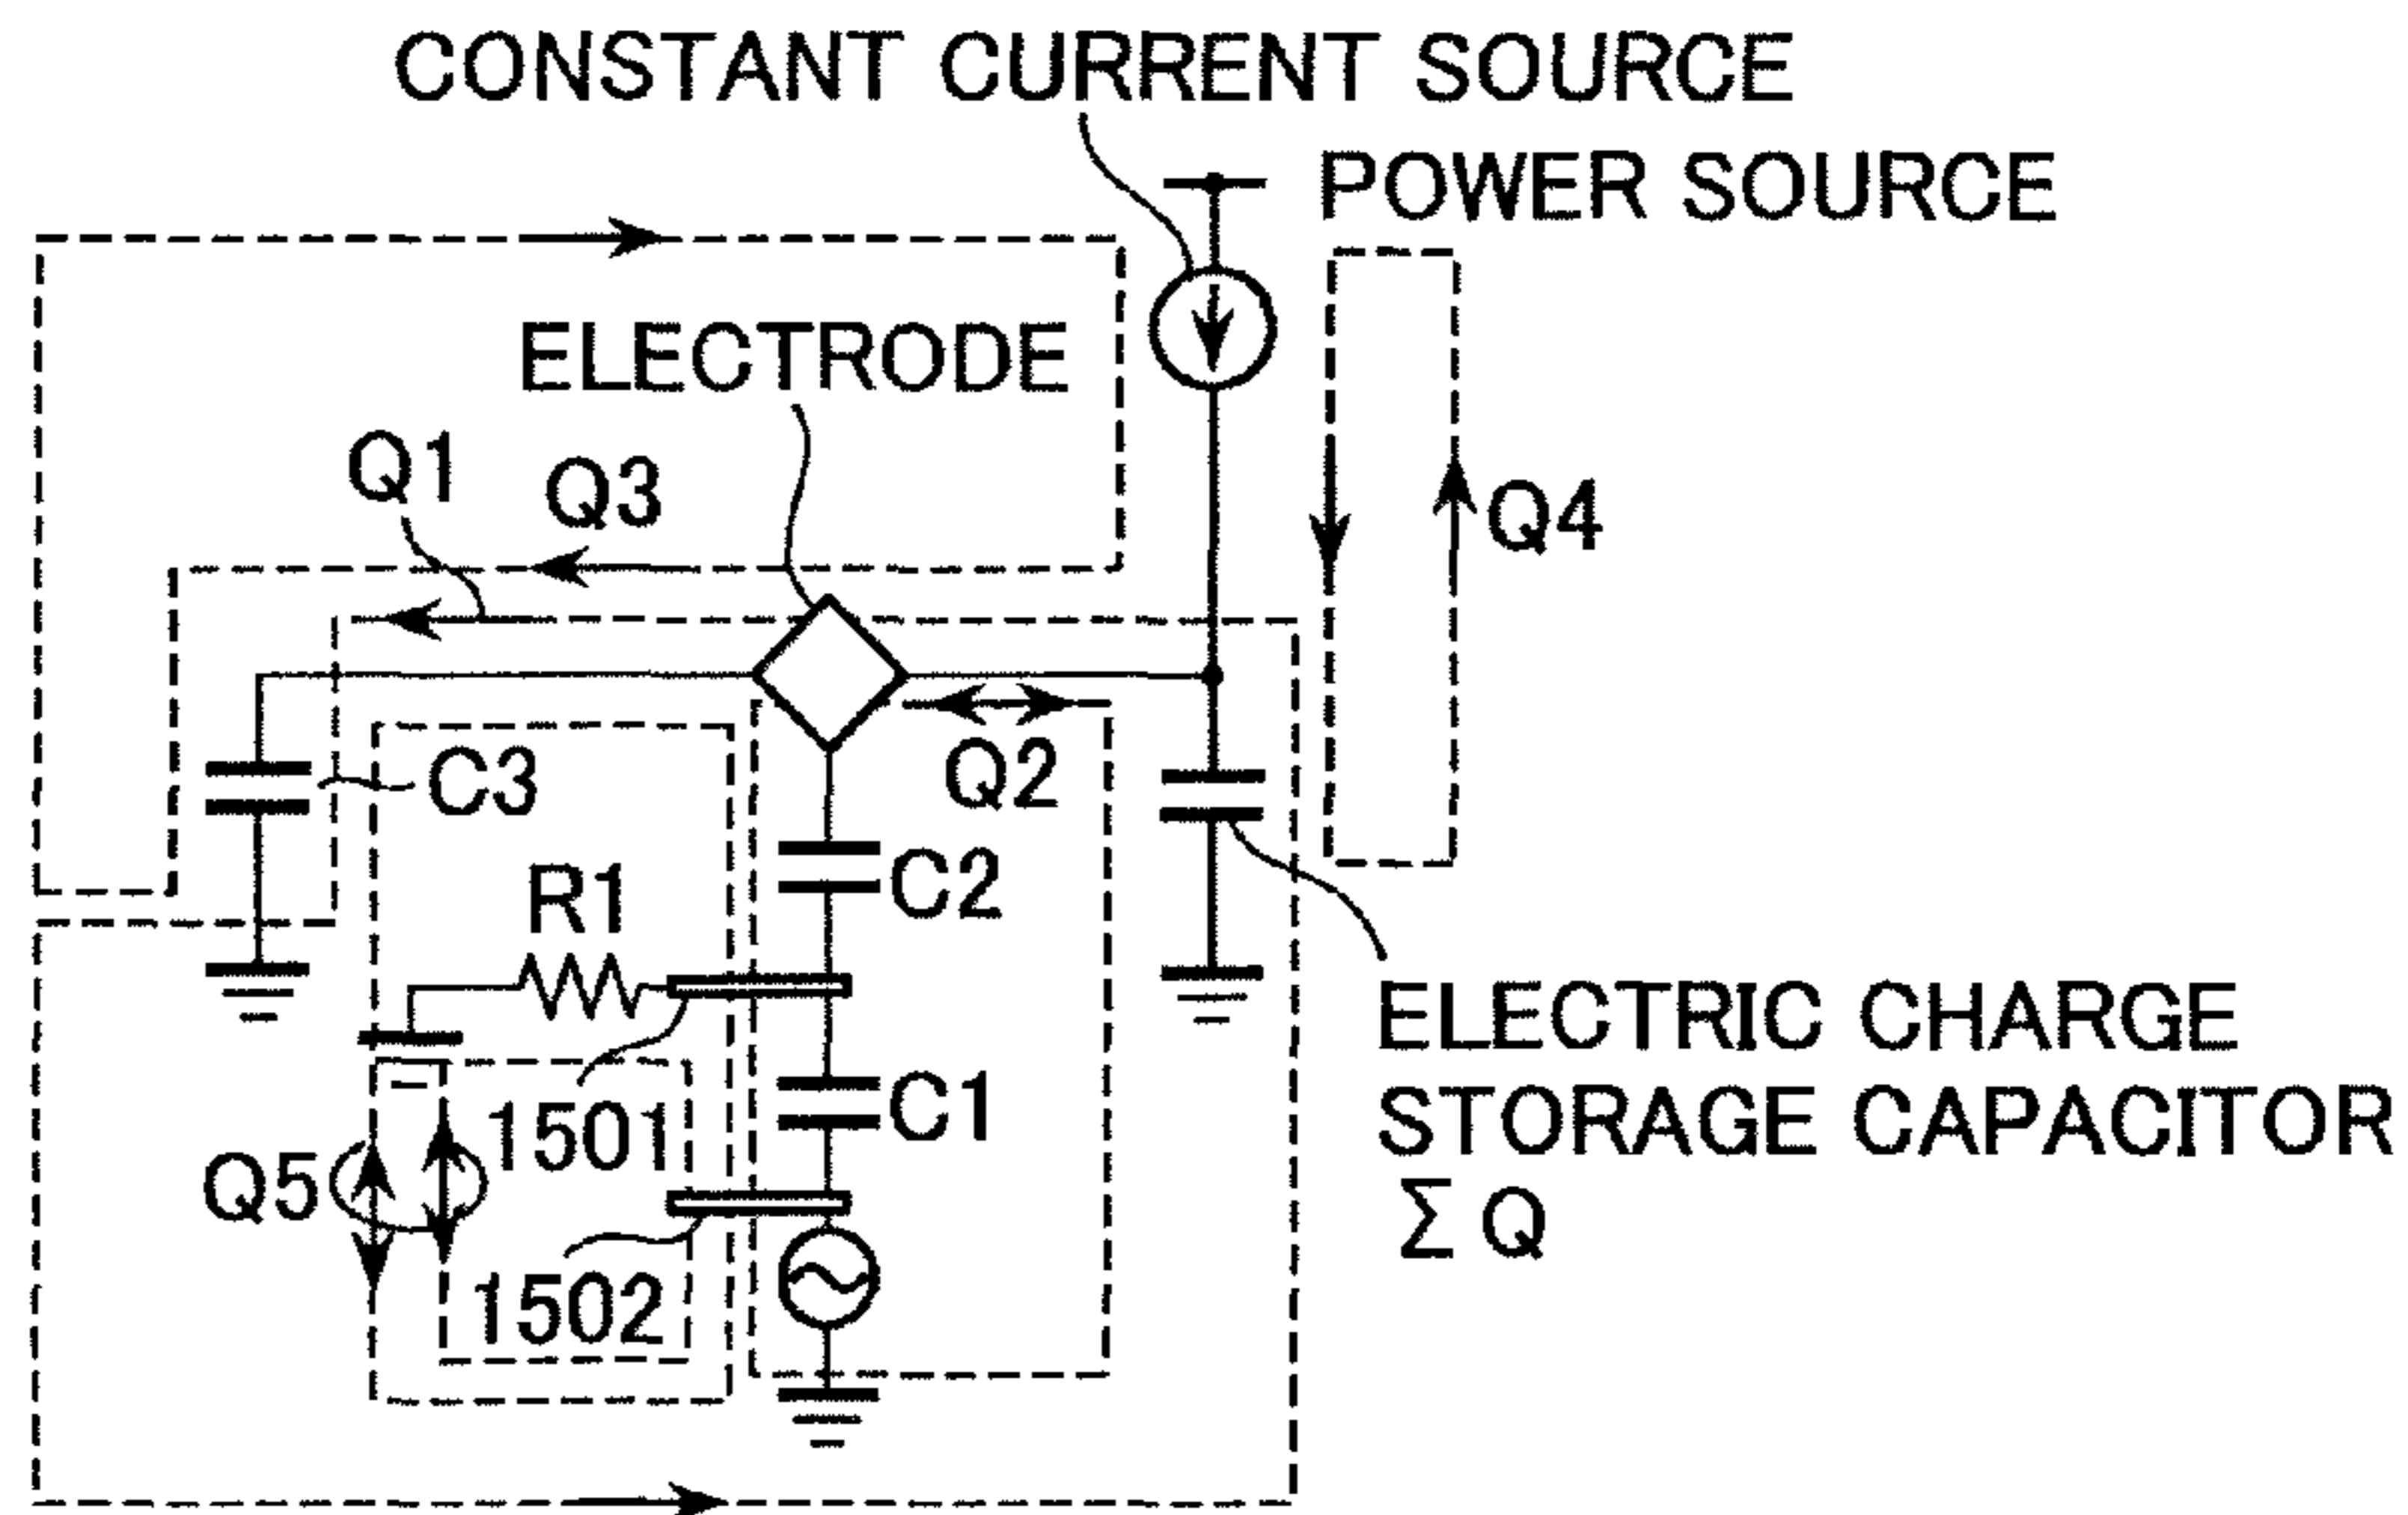 CONSTANT CURRENT SOURCE
POWER SOURCE
ELECTRODE
Q1
Q3
Q4
Q2
C3
C2
R1
ELECTRIC CHARGE
STORAGE CAPACITOR
Σ Q
C1
1501
Q5
1502